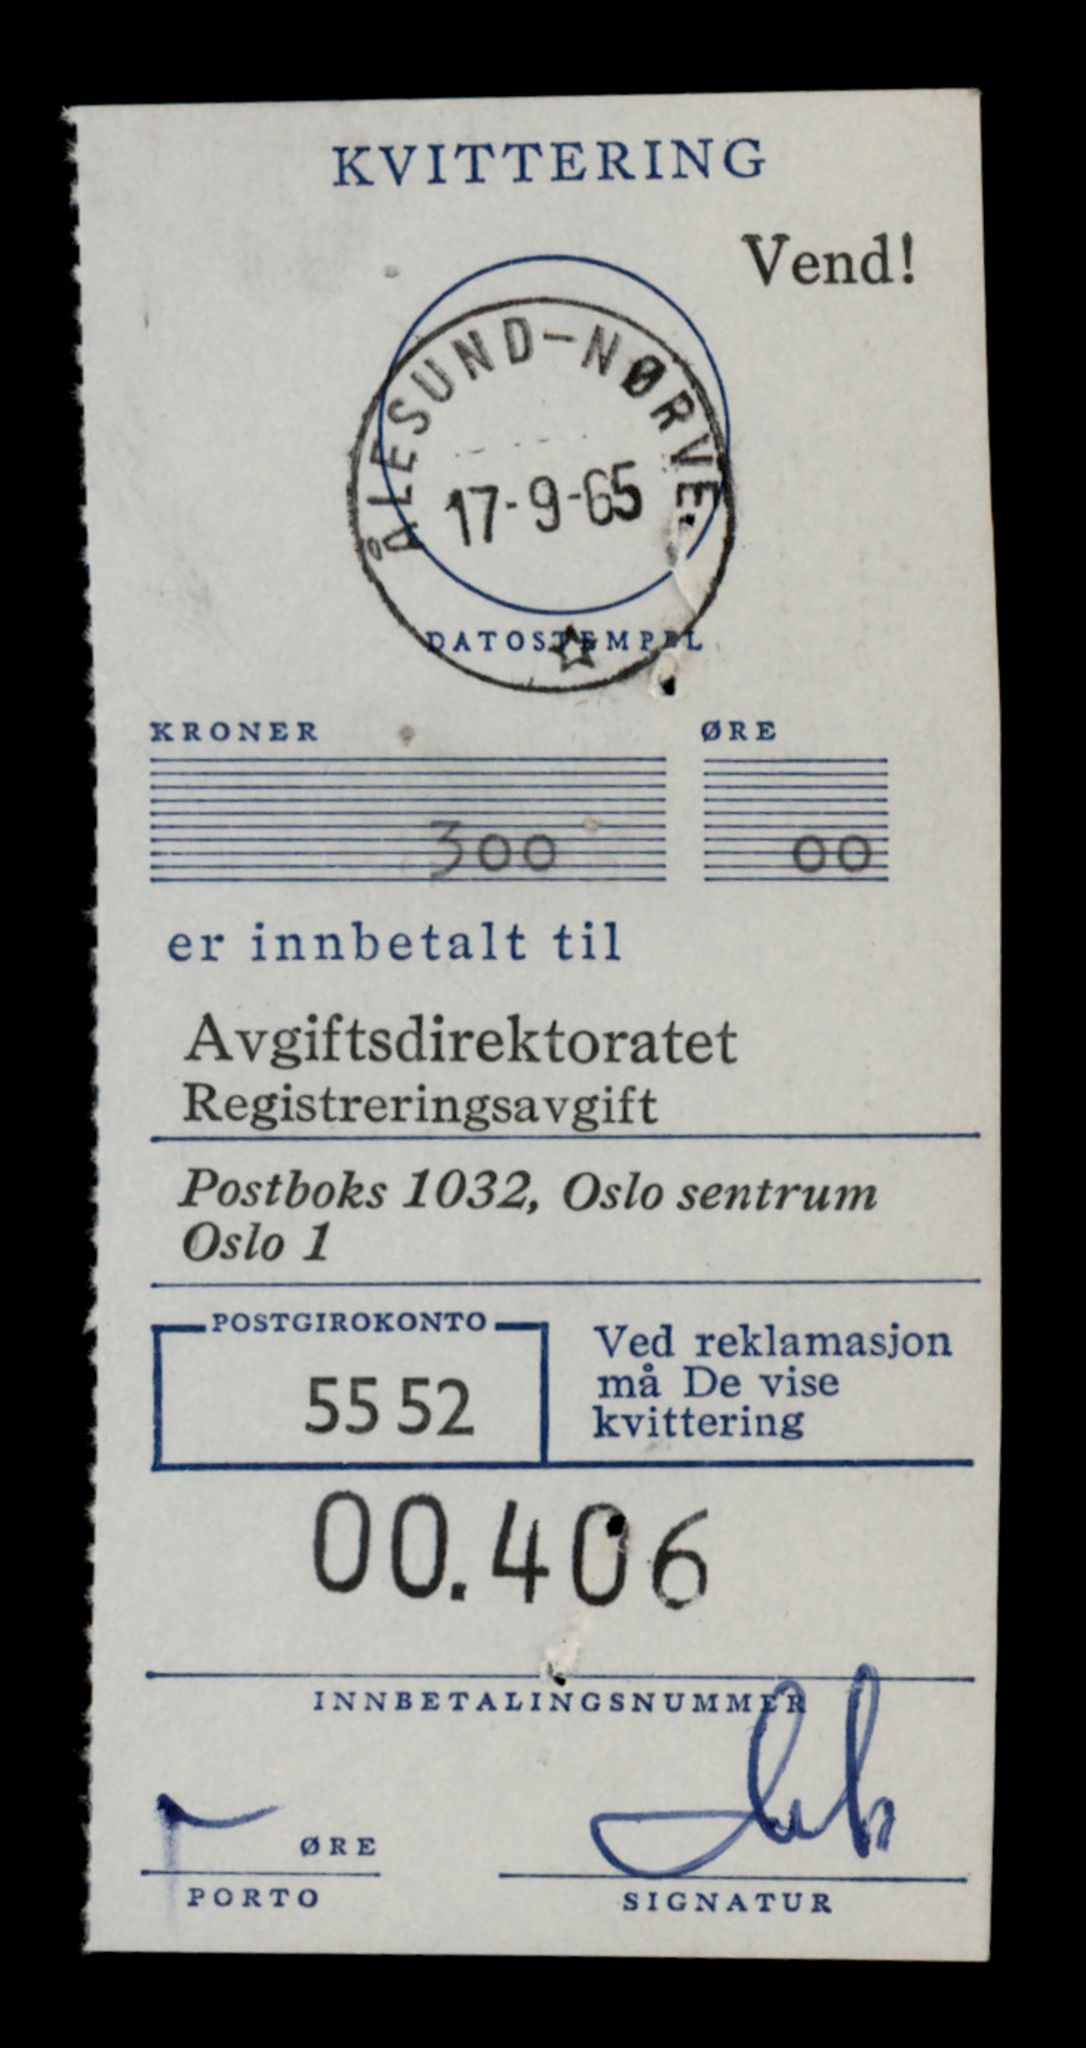 KVITTERING
Vend!
ÅLESUND-NØRVE.
17-9-65
DATOSTEMPEL
KRONER ØRE
300 00
er innbetalt til
Avgiftsdirektoratet
Registreringsavgift
Postboks 1032, Oslo sentrum
Oslo 1
POSTGIROKONTO
55 52
Ved reklamasjon
må De vise
kvittering
00.406
INNBETALINGSNUMMER
ØRE
PORTO
SIGNATUR